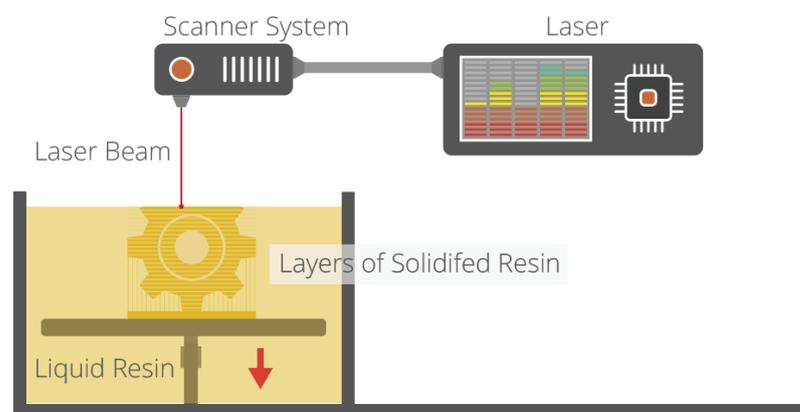 Scanner System
Laser
Laser Beam
Layers of Solidifed Resin
Liquid Resin